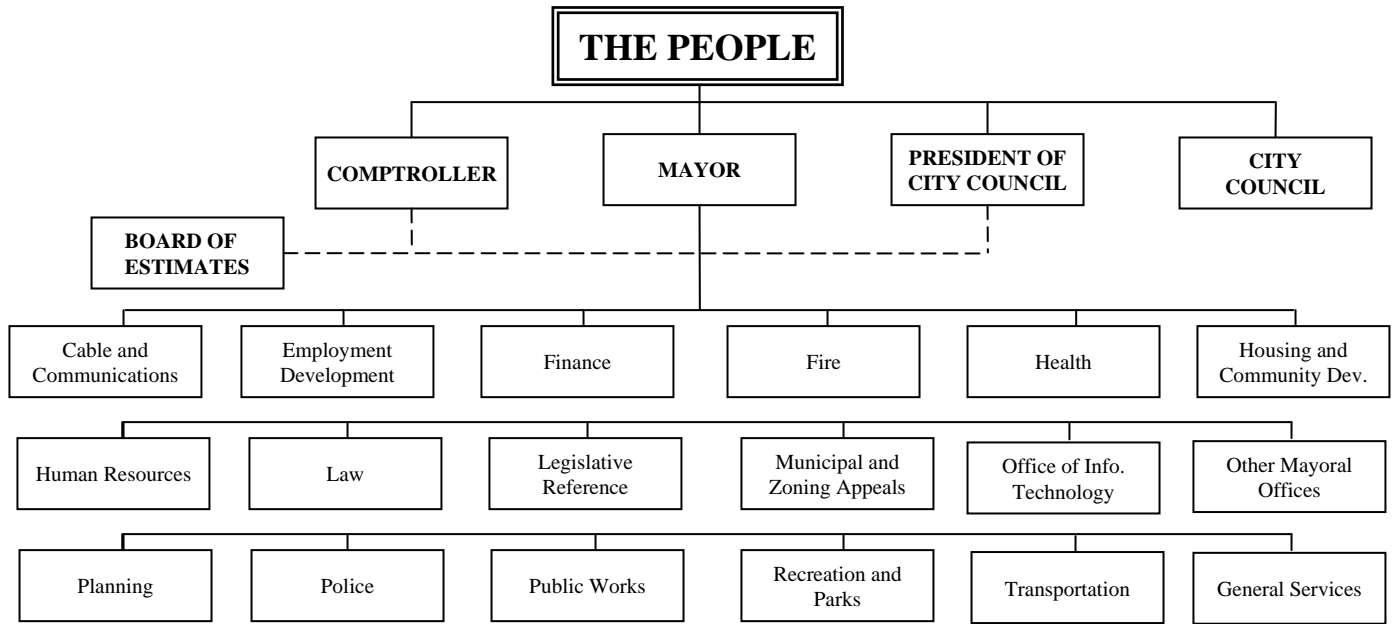 THE PEOPLE
COMPTROLLER
MAYOR
PRESIDENT OF
CITY COUNCIL
CITY
COUNCIL
BOARD OF
ESTIMATES
Cable and
Communications
Employment
Development
Finance
Fire
Health
Housing and
Community Dev.
Human Resources
Law
Legislative
Reference
Municipal and
Zoning Appeals
Office of Info.
Technology
Other Mayoral
Offices
Planning
Police
Public Works
Recreation and
Parks
Transportation
General Services